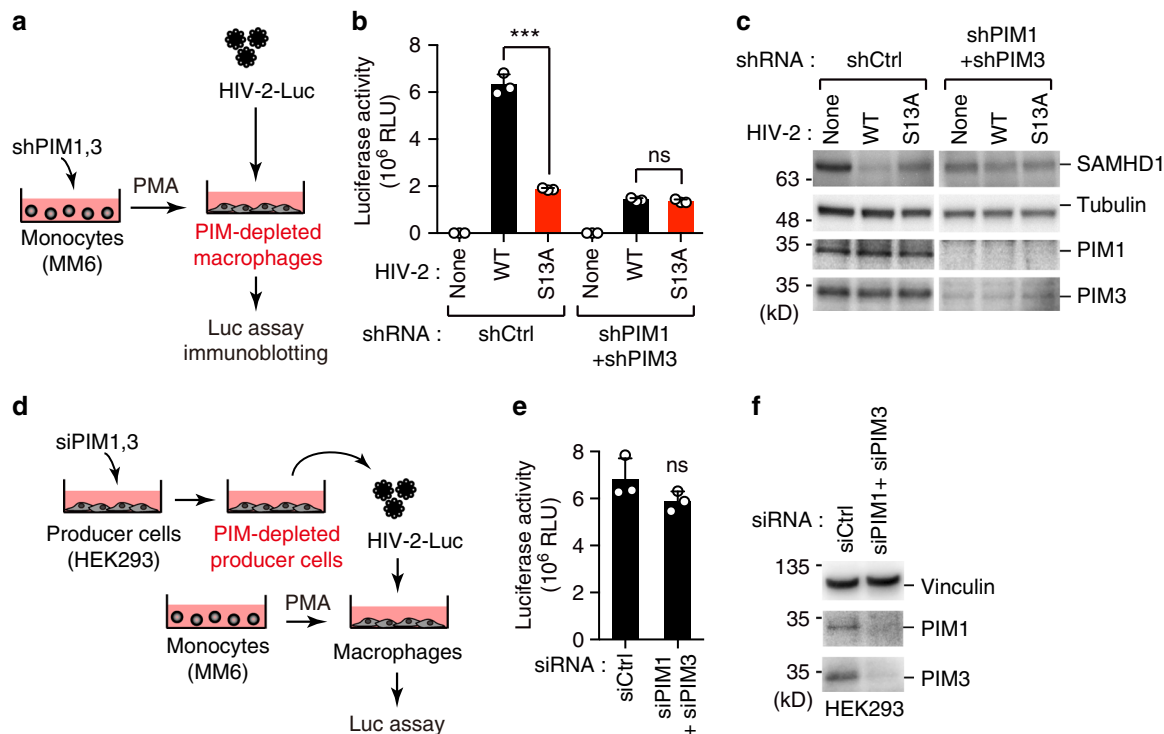 a
HIV-2-Luc
shPIM1,3
PMA
Monocytes
(MM6)
PIM-depleted
macrophages
Luc assay
immunoblotting
b
Luciferase activity
(10⁶ RLU)
8
6
4
2
0
***
ns
HIV-2 :
None
WT
S13A
None
WT
S13A
shRNA :
shCtrl
shPIM1
+shPIM3
c
shRNA :
shCtrl
shPIM1
+shPIM3
HIV-2 :
None
WT
S13A
None
WT
S13A
63
SAMHD1
48
Tubulin
35
PIM1
35
PIM3
(kD)
d
siPIM1,3
Producer cells
(HEK293)
PIM-depleted
producer cells
HIV-2-Luc
Monocytes
(MM6)
PMA
Macrophages
Luc assay
e
Luciferase activity
(10⁶ RLU)
8
6
4
2
0
ns
siRNA :
siCtrl
siPIM1
+ siPIM3
f
siRNA :
siCtrl
siPIM1+ siPIM3
135
Vinculin
35
PIM1
35
PIM3
(kD)
HEK293